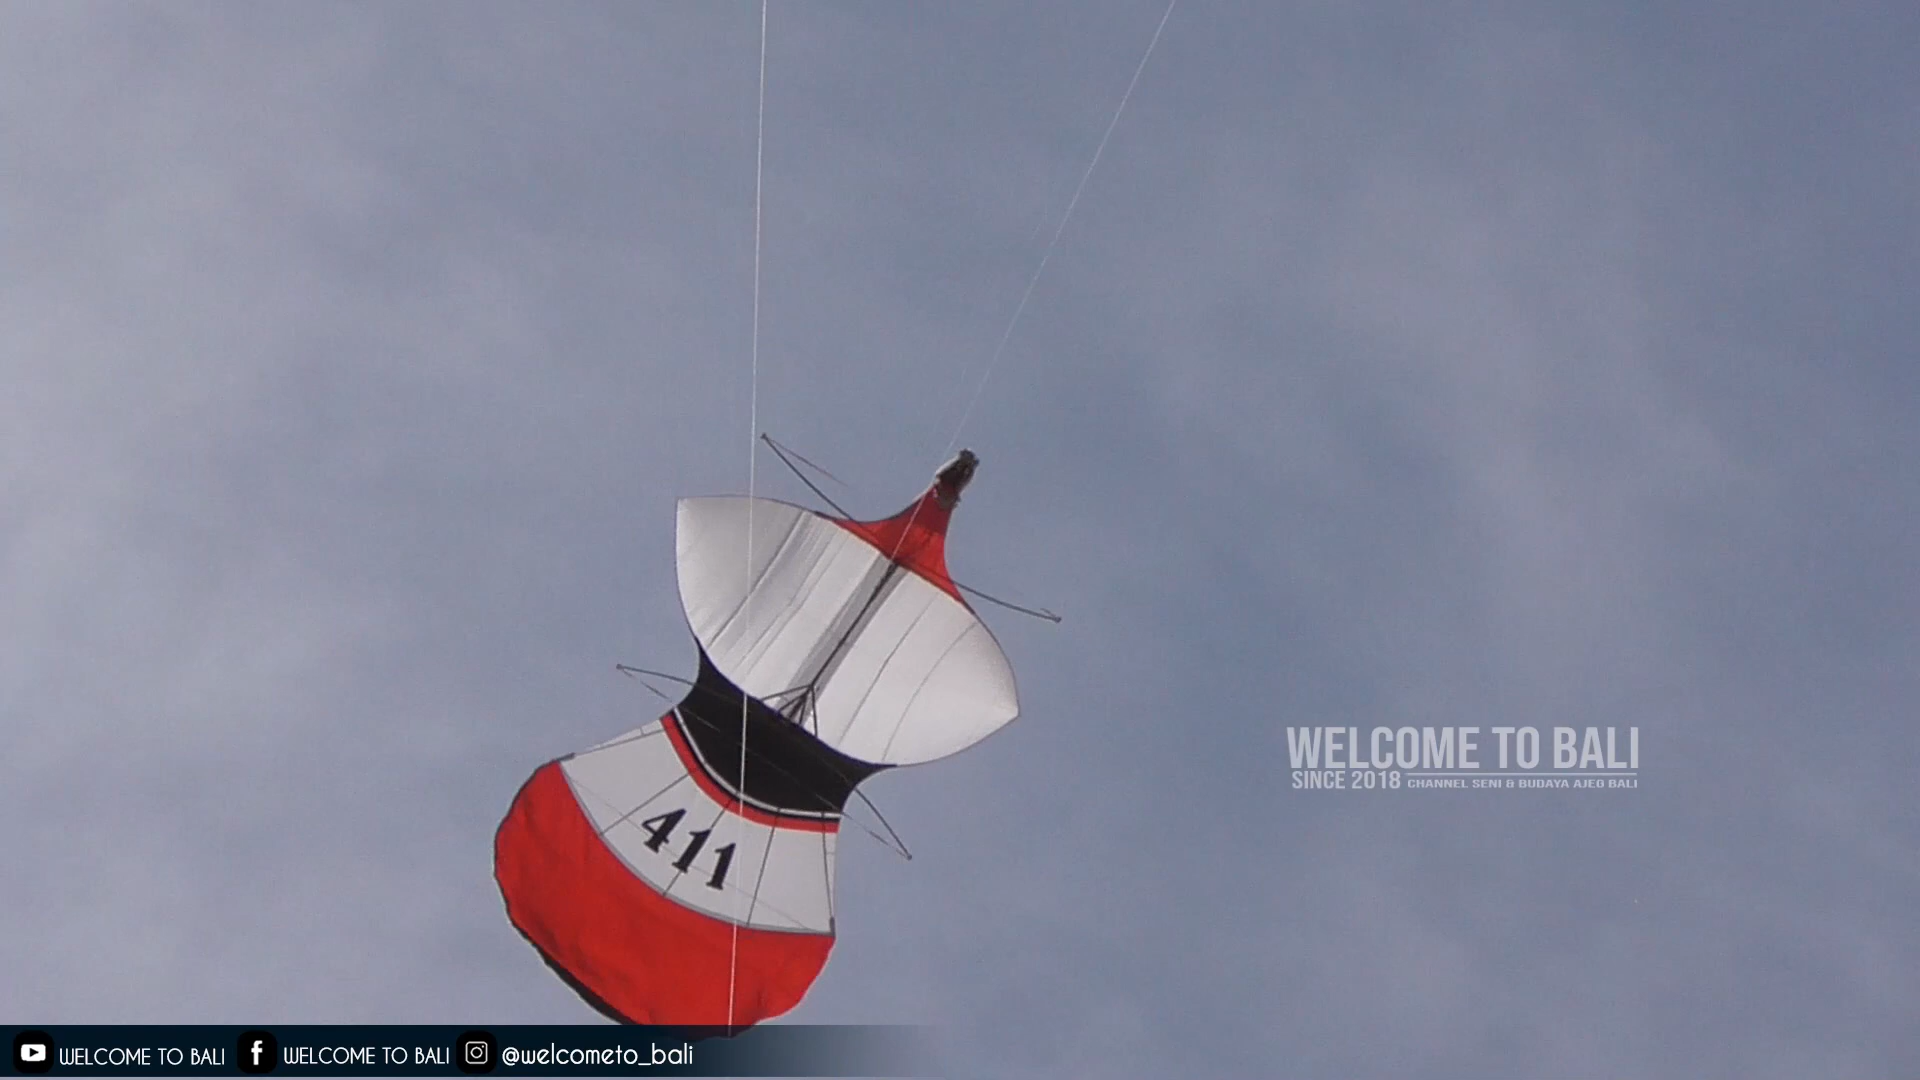 411
WELCOME TO BALI
SINCE 2018 CHANNEL SENI & BUDAYA AJEG BALI
WELCOME TO BALI WELCOME TO BALI @welcometo_bali